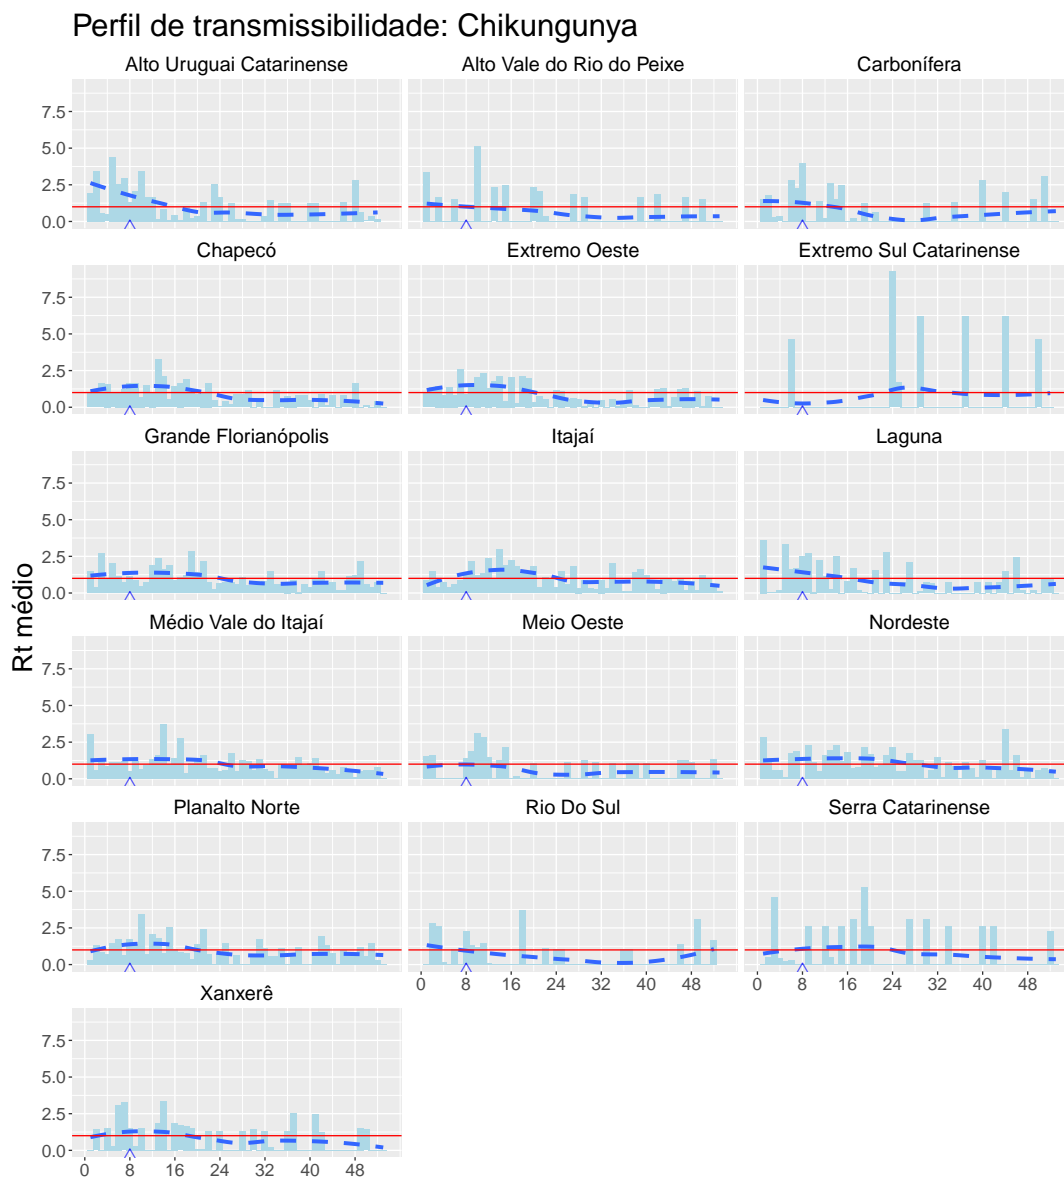 Perfil de transmissibilidade: Chikungunya
Alto Uruguai Catarinense
Alto Vale do Rio do Peixe
Carbonífera
7.5
5.0
2.5
0.0
Chapecó
Extremo Oeste
Extremo Sul Catarinense
7.5
5.0
2.5
0.0
Grande Florianópolis
Itajaí
Laguna
7.5
5.0
2.5
0.0
Rt médio
Médio Vale do Itajaí
Meio Oeste
Nordeste
7.5
5.0
2.5
0.0
Planalto Norte
Rio Do Sul
Serra Catarinense
7.5
5.0
2.5
0.0
0 8 16 24 32 40 48
0 8 16 24 32 40 48
Xanxerê
7.5
5.0
2.5
0.0
0 8 16 24 32 40 48